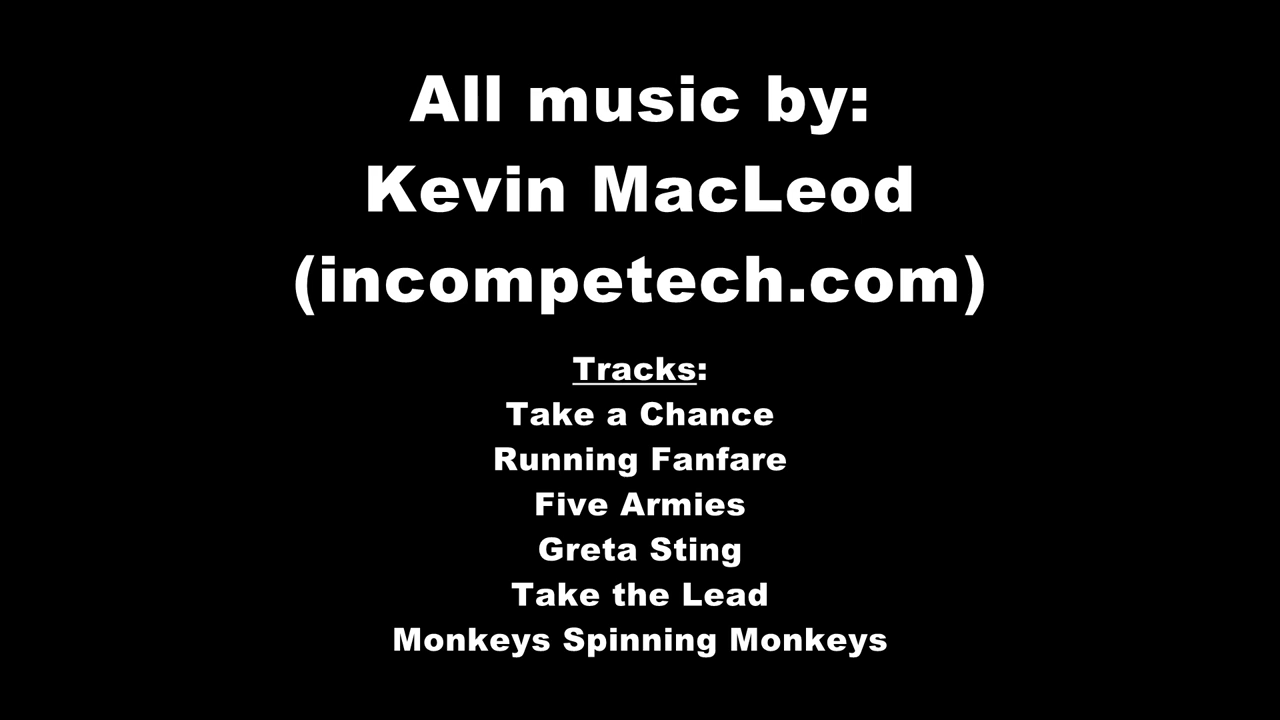 All music by:
Kevin MacLeod
(incompetech.com)
Tracks:
Take a Chance
Running Fanfare
Five Armies
Greta Sting
Take the Lead
Monkeys Spinning Monkeys